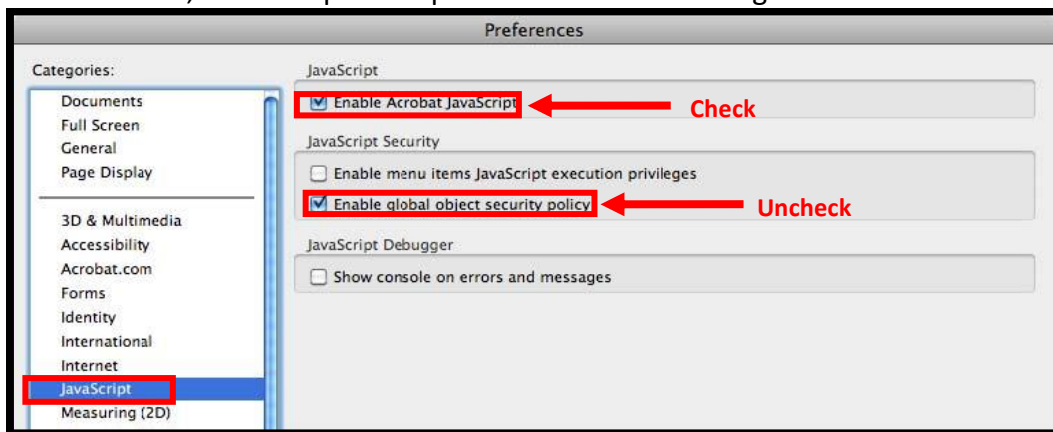 Preferences
Categories:
Documents
Full Screen
General
Page Display
3D & Multimedia
Accessibility
Acrobat.com
Forms
Identity
International
Internet
JavaScript
Measuring (2D)
JavaScript
Enable Acrobat JavaScript
Check
JavaScript Security
Enable menu items JavaScript execution privileges
Enable global object security policy
Uncheck
JavaScript Debugger
Show console on errors and messages